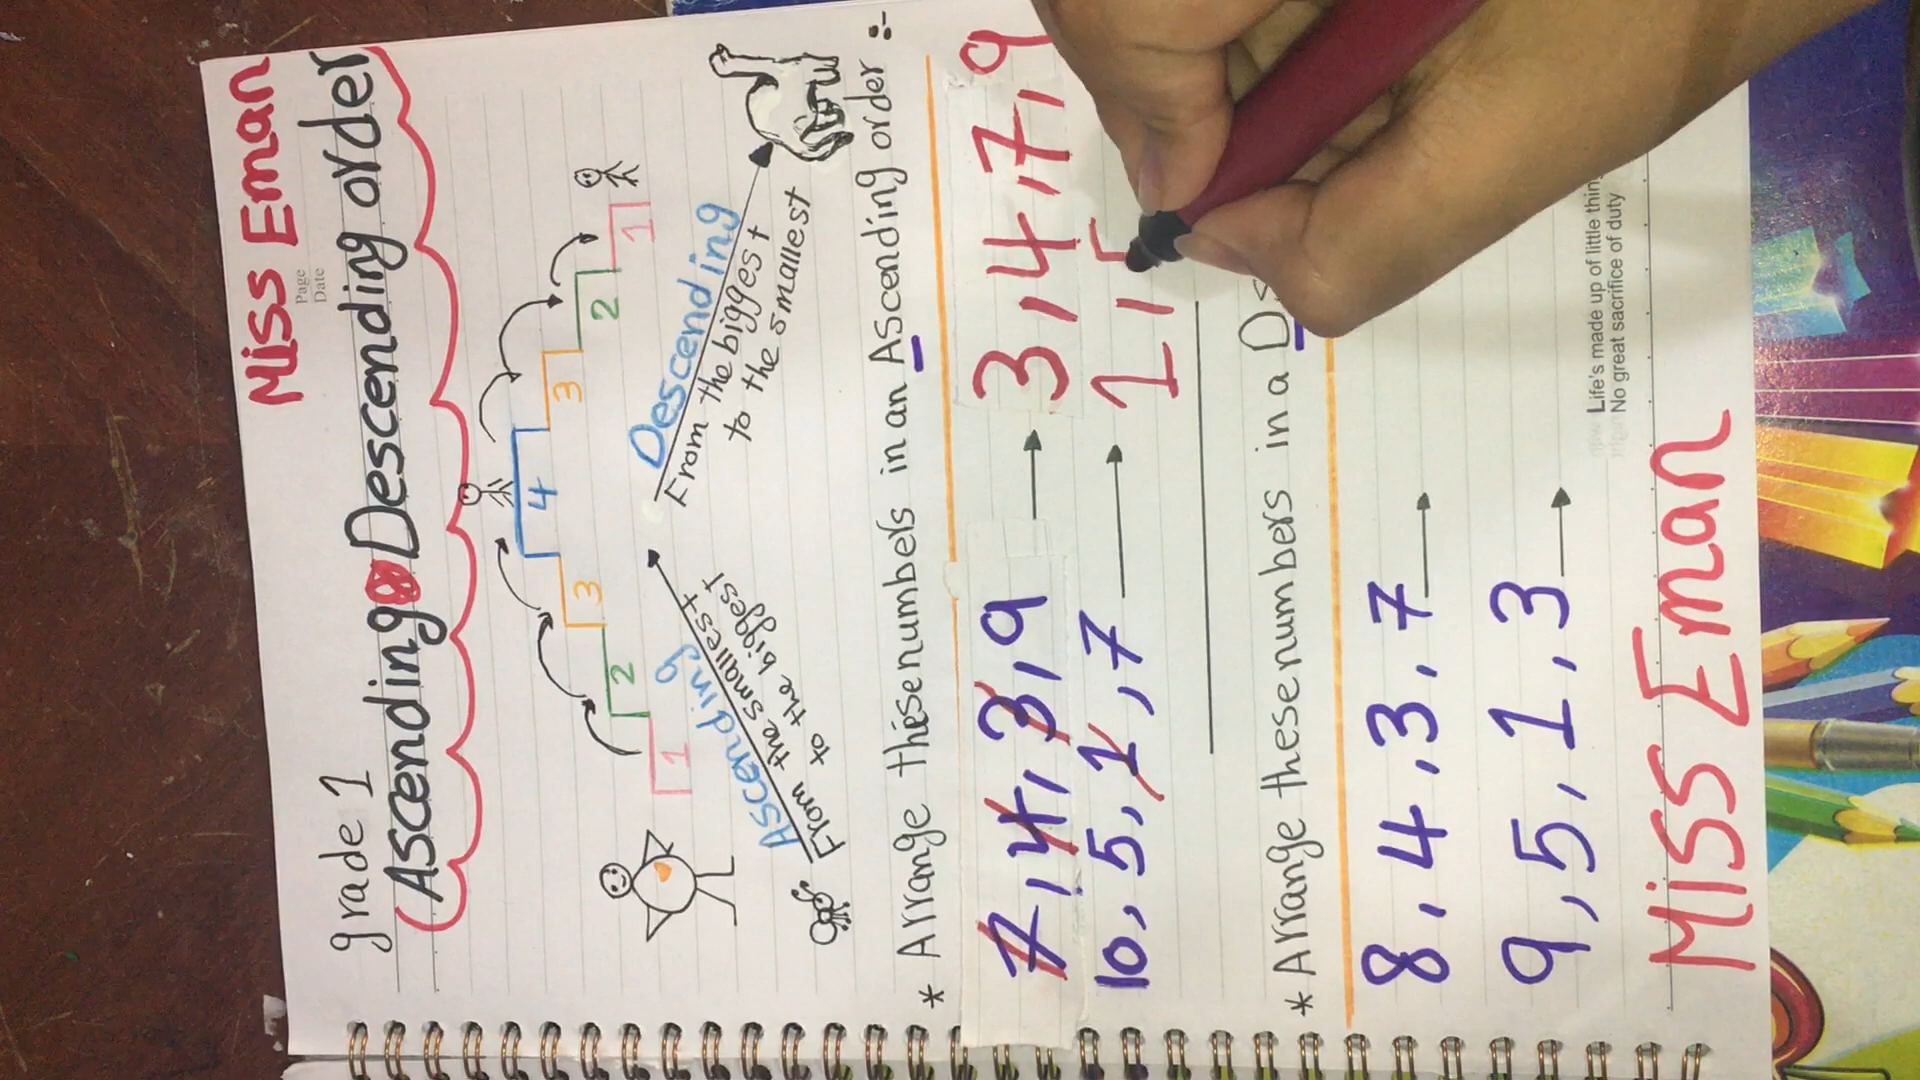 Miss Eman
Page
Date
grade 1
Ascending & Descending order
4
3 3
2 2
1 1
Ascending
From the smallest
to the biggest
Descending
From the biggest
to the smallest
* Arrange these numbers in an Ascending order :-
7, 4, 3, 9 → 3, 4, 7, 9
10, 5, 1, 7 → 1, 5
* Arrange these numbers in a
8, 4, 3, 7 →
9, 5, 1, 3 →
Life's made up of little
No great sacrifice of duty
Miss Eman